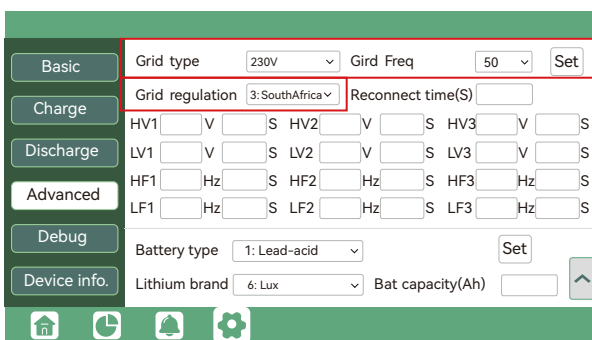 Basic
Charge
Discharge
Advanced
Debug
Device info.
Grid type 230V Gird Freq 50 Set
Grid regulation 3: SouthAfrica Reconnect time(S)
HV1 V S HV2 V S HV3 V S
LV1 V S LV2 V S LV3 V S
HF1 Hz S HF2 Hz S HF3 Hz S
LF1 Hz S LF2 Hz S LF3 Hz S
Battery type 1: Lead-acid Set
Lithium brand 6: Lux Bat capacity(Ah)